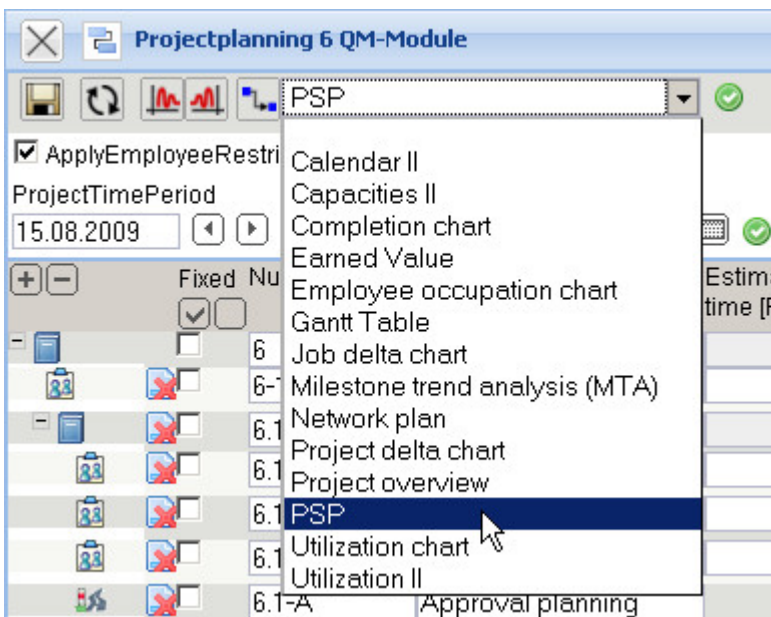 Projectplanning 6 QM-Module
PSP
ApplyEmployeeRestri
ProjectTimePeriod
15.08.2009
Calendar II
Capacities II
Completion chart
Earned Value
Employee occupation chart
Gantt Table
Job delta chart
Milestone trend analysis (MTA)
Network plan
Project delta chart
Project overview
PSP
Utilization chart
Utilization II
Fixed Nu
Estima
time [F
6
6-
6.1
6.1
6.1
6.1
6.1-A Approval planning